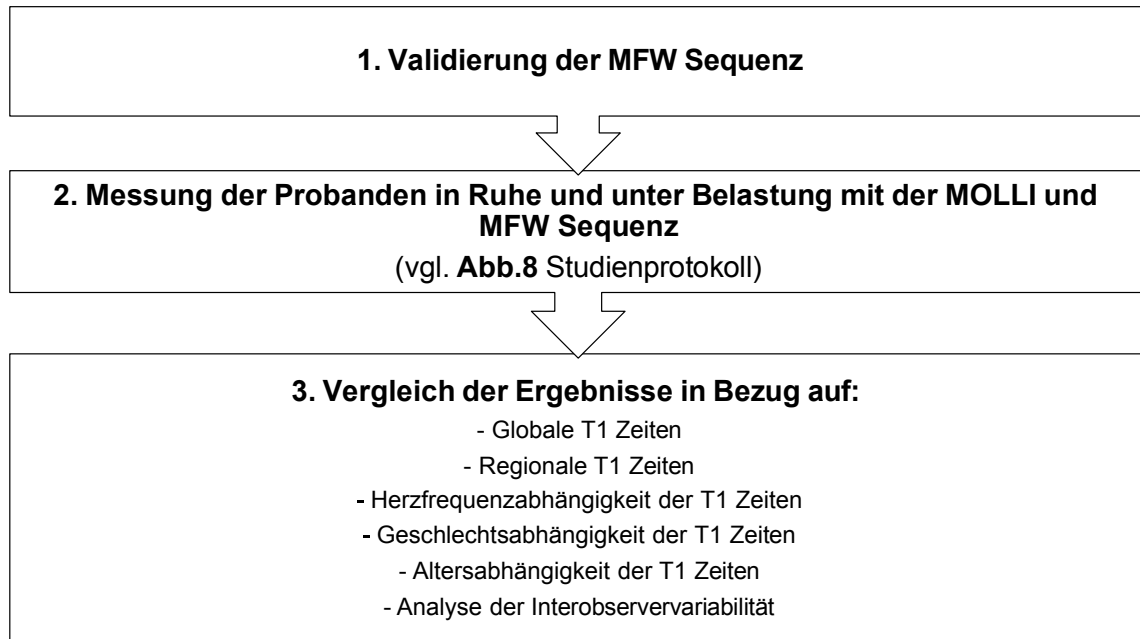 1. Validierung der MFW Sequenz
2. Messung der Probanden in Ruhe und unter Belastung mit der MOLLI und
MFW Sequenz
(vgl. Abb.8 Studienprotokoll)
3. Vergleich der Ergebnisse in Bezug auf:
- Globale T1 Zeiten
- Regionale T1 Zeiten
- Herzfrequenzabhängigkeit der T1 Zeiten
- Geschlechtsabhängigkeit der T1 Zeiten
- Altersabhängigkeit der T1 Zeiten
- Analyse der Interobservervariabilität